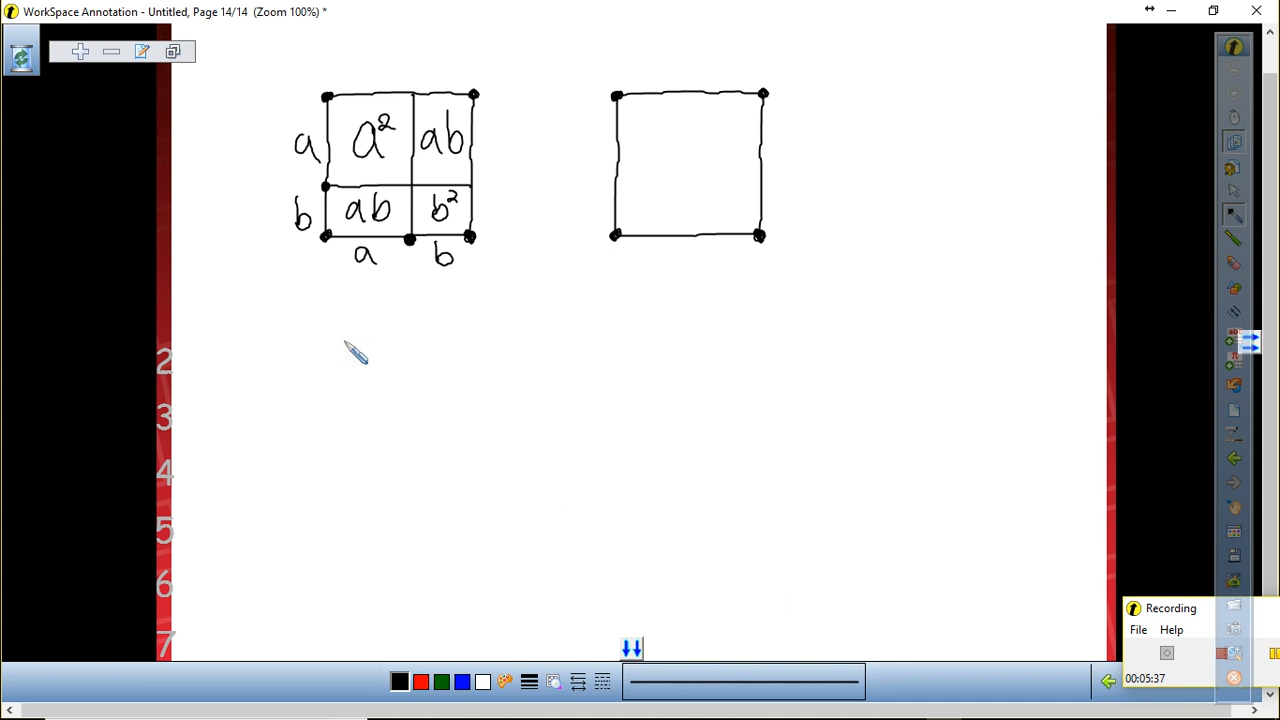 WorkSpace Annotation - Untitled, Page 14/14 (Zoom 100%) *
a a² ab
b ab b²
a b
2
3
4
5
6
7
Recording
File Help
00:05:37